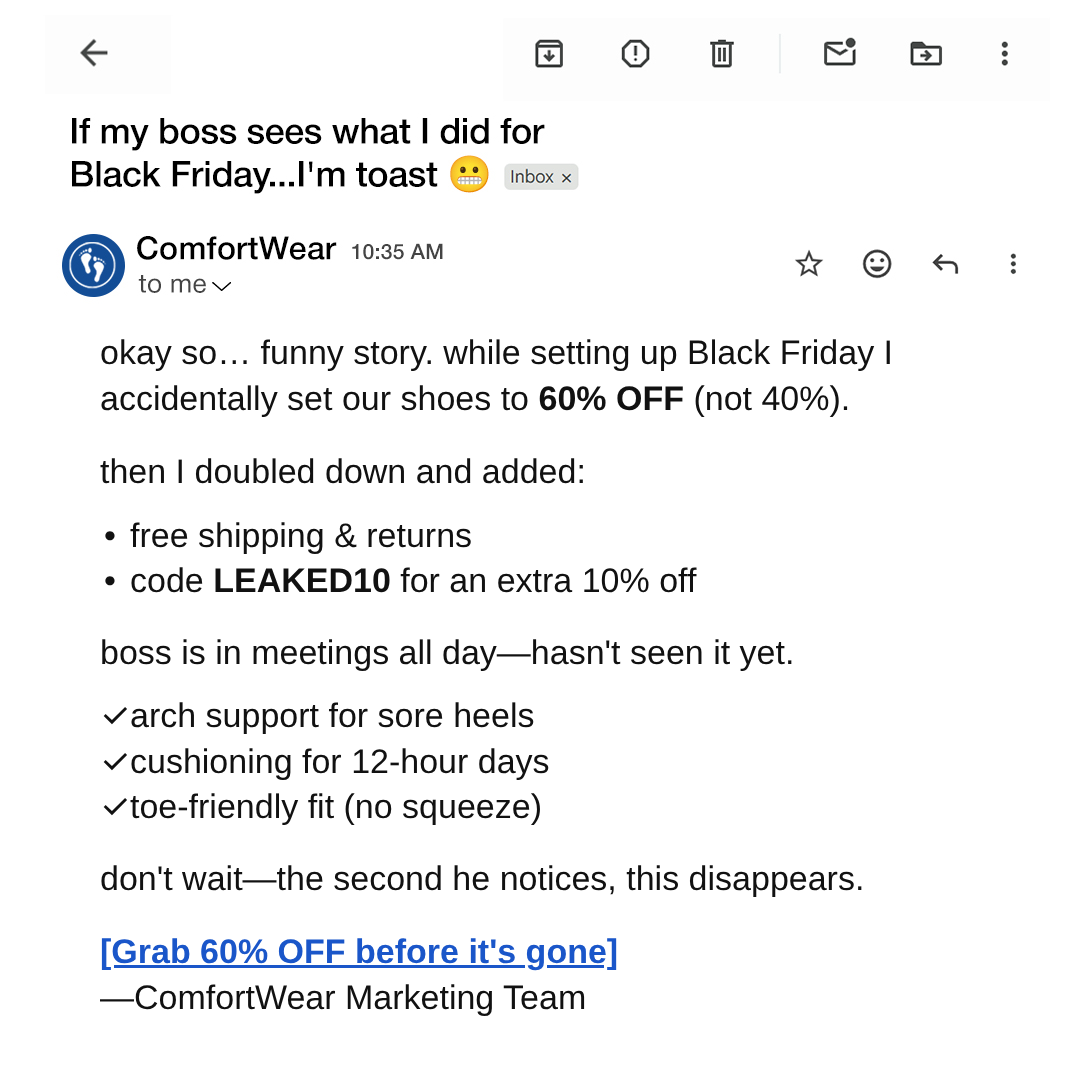 If my boss sees what I did for
Black Friday...I'm toast 😬 Inbox ×
ComfortWear 10:35 AM
to me
okay so… funny story. while setting up Black Friday I
accidentally set our shoes to 60% OFF (not 40%).
then I doubled down and added:
• free shipping & returns
• code LEAKED10 for an extra 10% off
boss is in meetings all day—hasn't seen it yet.
✓arch support for sore heels
✓cushioning for 12-hour days
✓toe-friendly fit (no squeeze)
don't wait—the second he notices, this disappears.
[Grab 60% OFF before it's gone]
—ComfortWear Marketing Team